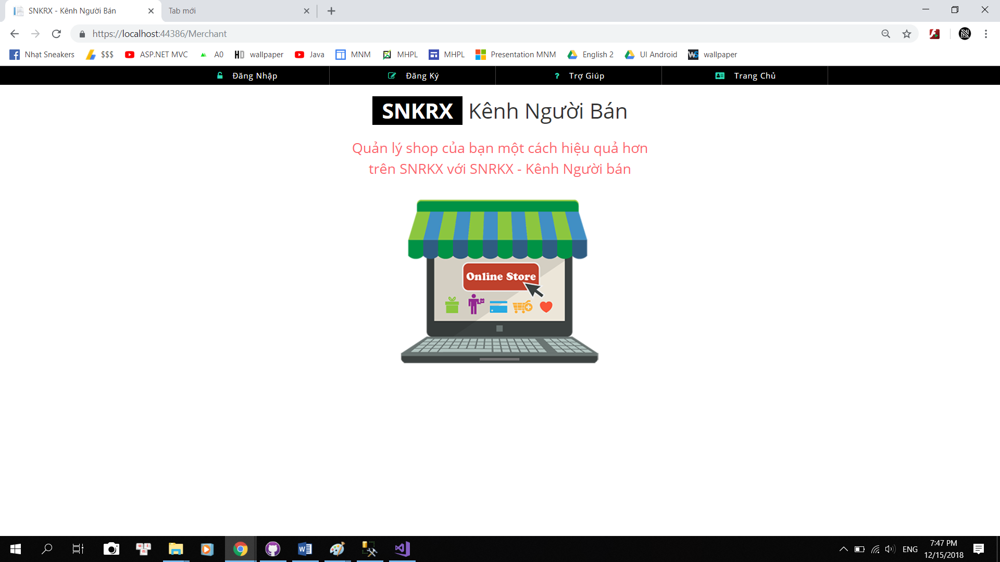 SNKRX - Kênh Người Bán
Tab mới
https://localhost:44386/Merchant
Nhạt Sneakers $$$ ASP.NET MVC A0 HD wallpaper Java MNM MHPL MHPL Presentation MNM English 2 UI Android WS wallpaper
Đăng Nhập Đăng Ký ? Trợ Giúp Trang Chủ
SNKRX Kênh Người Bán
Quản lý shop của bạn một cách hiệu quả hơn
trên SNRKX với SNRKX - Kênh Người bán
Online Store
ENG
7:47 PM
12/15/2018